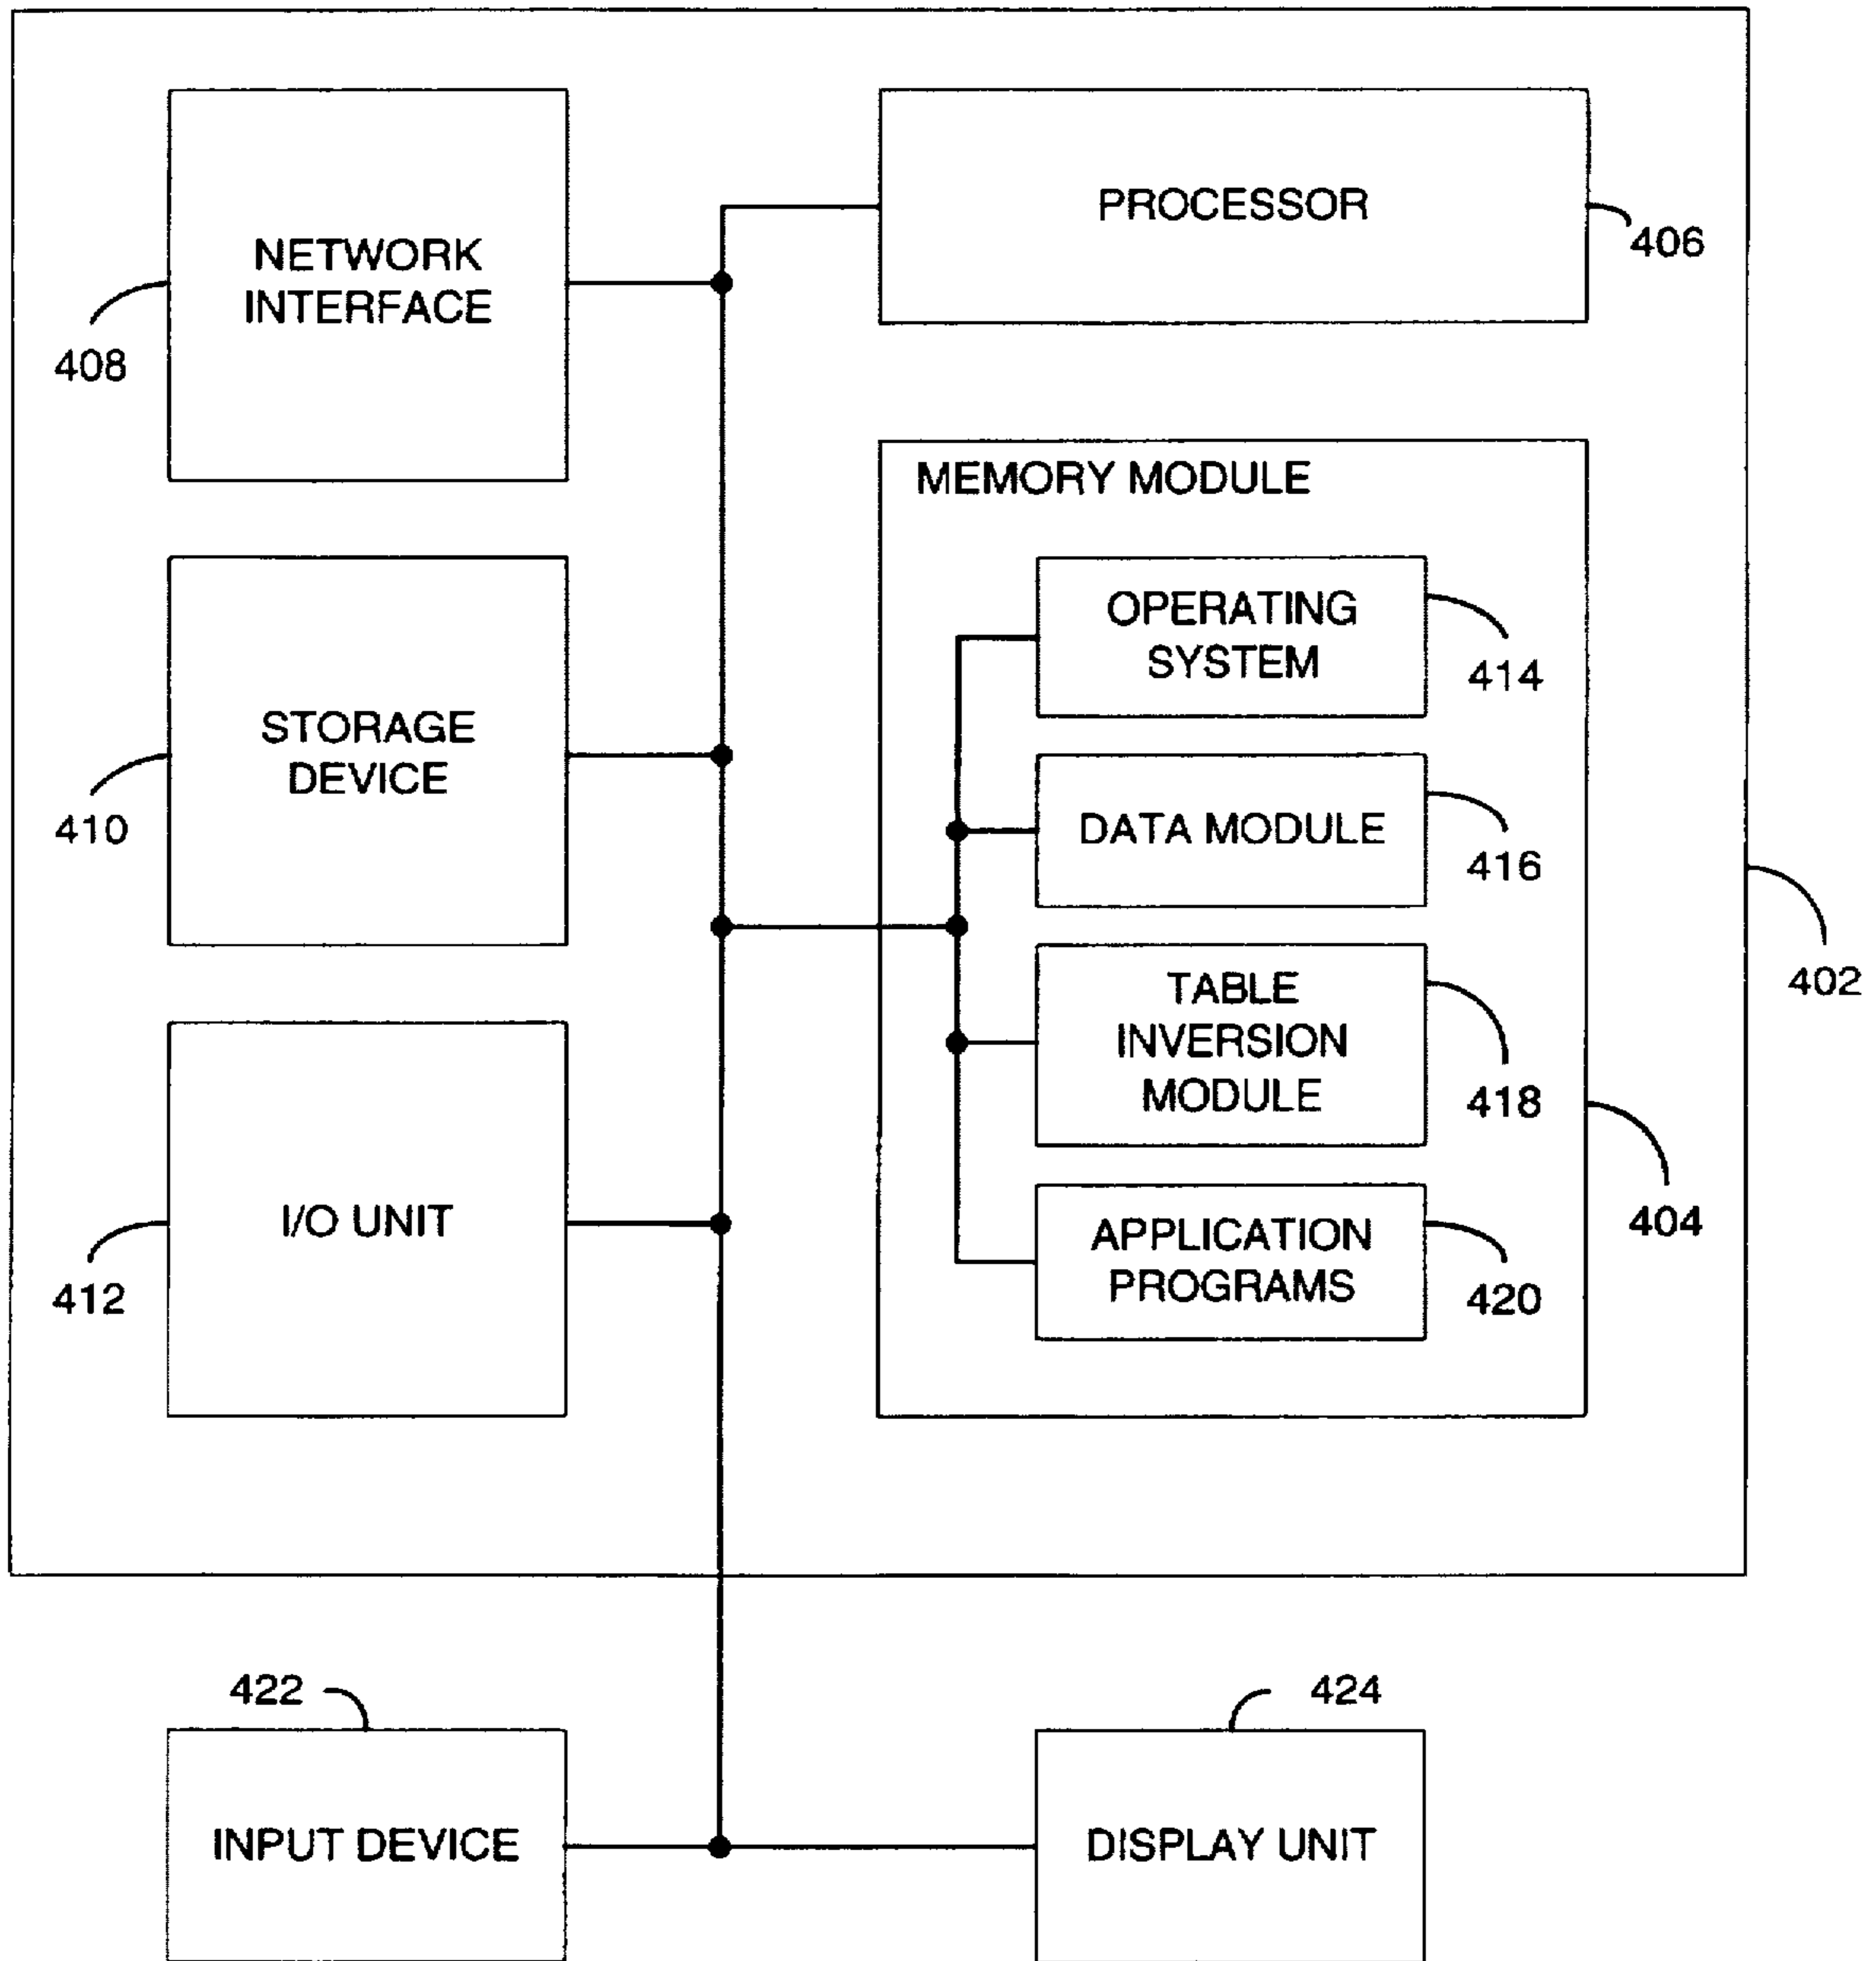 NETWORK
INTERFACE
408
PROCESSOR
406
STORAGE
DEVICE
410
I/O UNIT
412
MEMORY MODULE
OPERATING
SYSTEM
414
DATA MODULE
416
TABLE
INVERSION
MODULE
418
APPLICATION
PROGRAMS
420
404
402
422
INPUT DEVICE
424
DISPLAY UNIT